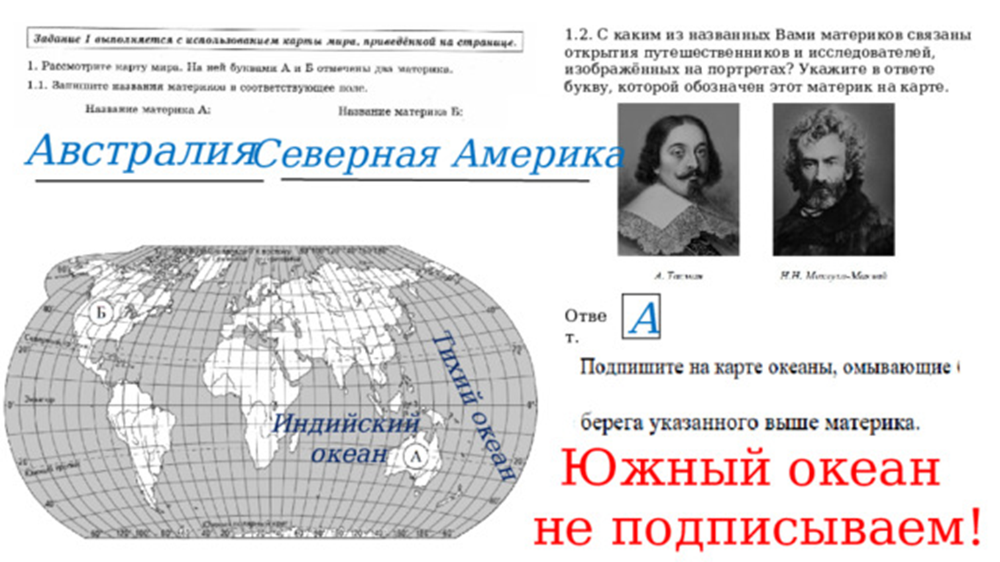 Задание 1 выполняется с использованием карты мира, приведённой на странице.
1. Рассмотрите карту мира. На ней буквами А и Б отмечены два материка.
1.1. Запишите названия материков в соответствующее поле.
Название материка А:
Название материка Б:
Австралия
Северная Америка
Б
Экватор
Индийский
океан
Тихий океан
А
1.2. С каким из названных Вами материков связаны
открытия путешественников и исследователей,
изображённых на портретах? Укажите в ответе
букву, которой обозначен этот материк на карте.
А. Тасман
Н.Н. Миклухо-Маклай
Отве
т.
А
Подпишите на карте океаны, омывающие
берега указанного выше материка.
Южный океан
не подписываем!